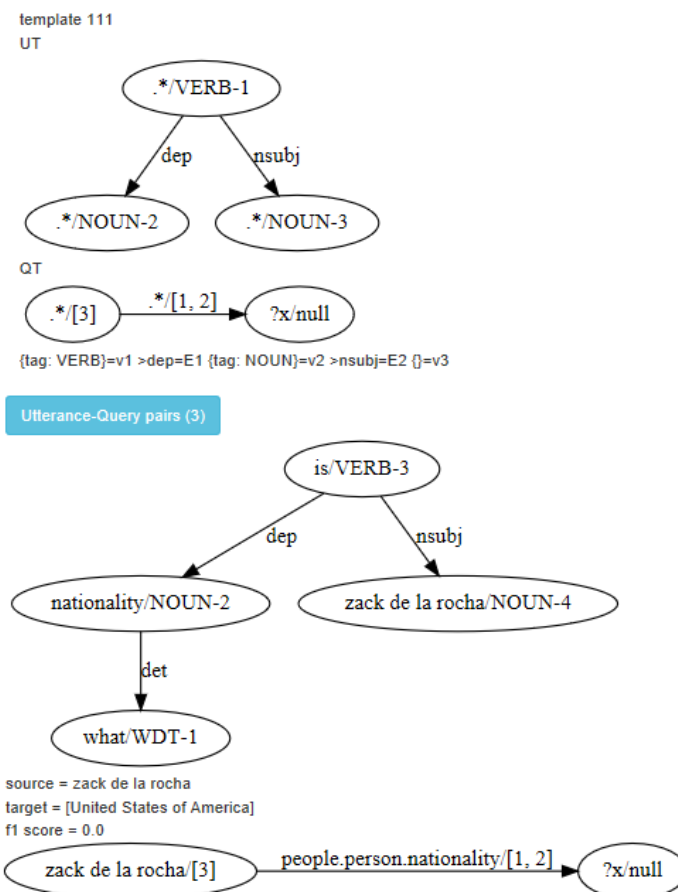 template 111
UT
.*/VERB-1
dep
nsubj
.*/NOUN-2
.*/NOUN-3
QT
.*/[3]
.*/[1, 2]
?x/null
{tag: VERB}=v1 >dep=E1 {tag: NOUN}=v2 >nsubj=E2 {}=v3
Utterance-Query pairs (3)
is/VERB-3
dep
nsubj
nationality/NOUN-2
zack de la rocha/NOUN-4
det
what/WDT-1
source = zack de la rocha
target = [United States of America]
f1 score = 0.0
zack de la rocha/[3]
people.person.nationality/[1, 2]
?x/null